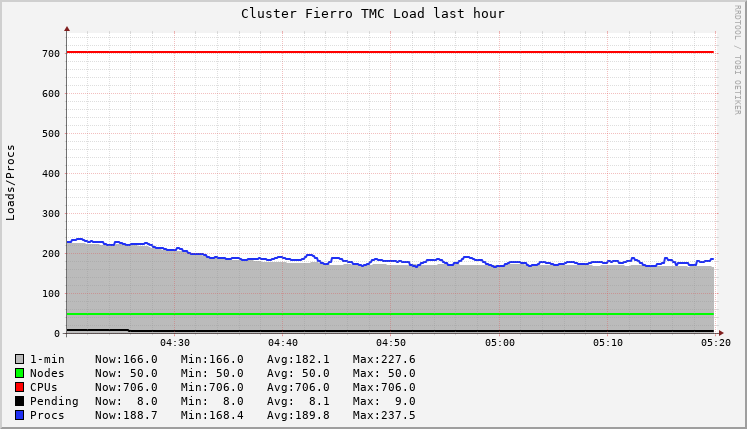 Cluster Fierro TMC Load last hour
RRDTOOL / TOBI OETIKER
Loads/Procs
700
600
500
400
300
200
100
0
04:30 04:40 04:50 05:00 05:10 05:20
1-min Now:166.0 Min:166.0 Avg:182.1 Max:227.6
Nodes Now: 50.0 Min: 50.0 Avg: 50.0 Max: 50.0
CPUs Now:706.0 Min:706.0 Avg:706.0 Max:706.0
Pending Now: 8.0 Min: 8.0 Avg: 8.1 Max: 9.0
Procs Now:188.7 Min:168.4 Avg:189.8 Max:237.5